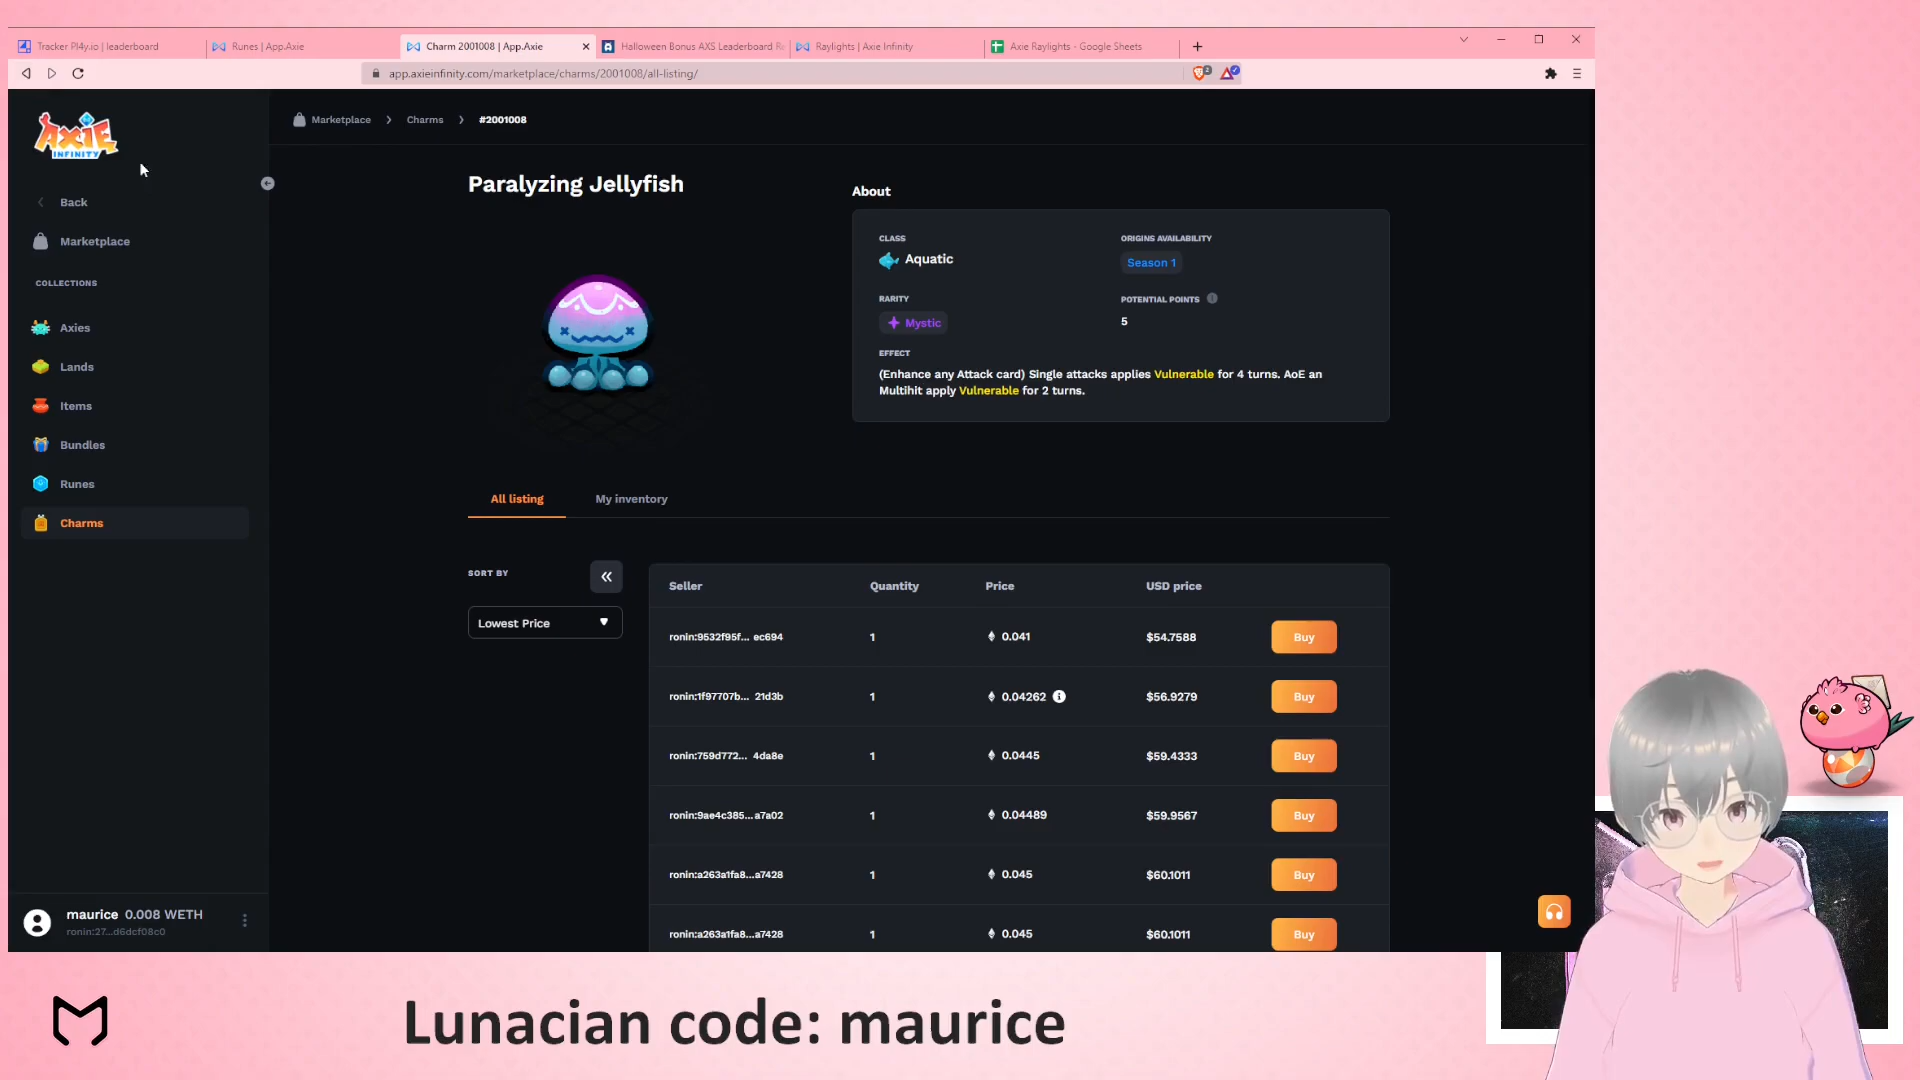 Tracker Pl4y.io | leaderboard
Runes | App.Axie
Charm 2001008 | App.Axie
Halloween Bonus AXS Leaderboard R
Raylights | Axie Infinity
Axie Raylights - Google Sheets
app.axieinfinity.com/marketplace/charms/2001008/all-listing/
2
AXIE
INFINITY
Marketplace
Charms
#2001008
Back
Marketplace
COLLECTIONS
Axies
Lands
Items
Bundles
Runes
Charms
Paralyzing Jellyfish
About
CLASS
ORIGINS AVAILABILITY
Aquatic
Season 1
RARITY
POTENTIAL POINTS
Mystic
5
EFFECT
(Enhance any Attack card) Single attacks applies Vulnerable for 4 turns. AoE an
Multihit apply Vulnerable for 2 turns.
All listing
My inventory
SORT BY
Lowest Price
Seller Quantity Price USD price
ronin:9532f95f... ec694 1 0.041 $54.7588 Buy
ronin:1f97707b... 21d3b 1 0.04262 $56.9279 Buy
ronin:759d772... 4da8e 1 0.0445 $59.4333 Buy
ronin:9ae4c385...a7a02 1 0.04489 $59.9567 Buy
ronin:a263a1fa8...a7428 1 0.045 $60.1011 Buy
ronin:a263a1fa8...a7428 1 0.045 $60.1011 Buy
maurice 0.008 WETH
ronin:27...d6dcf08c0
Lunacian code: maurice